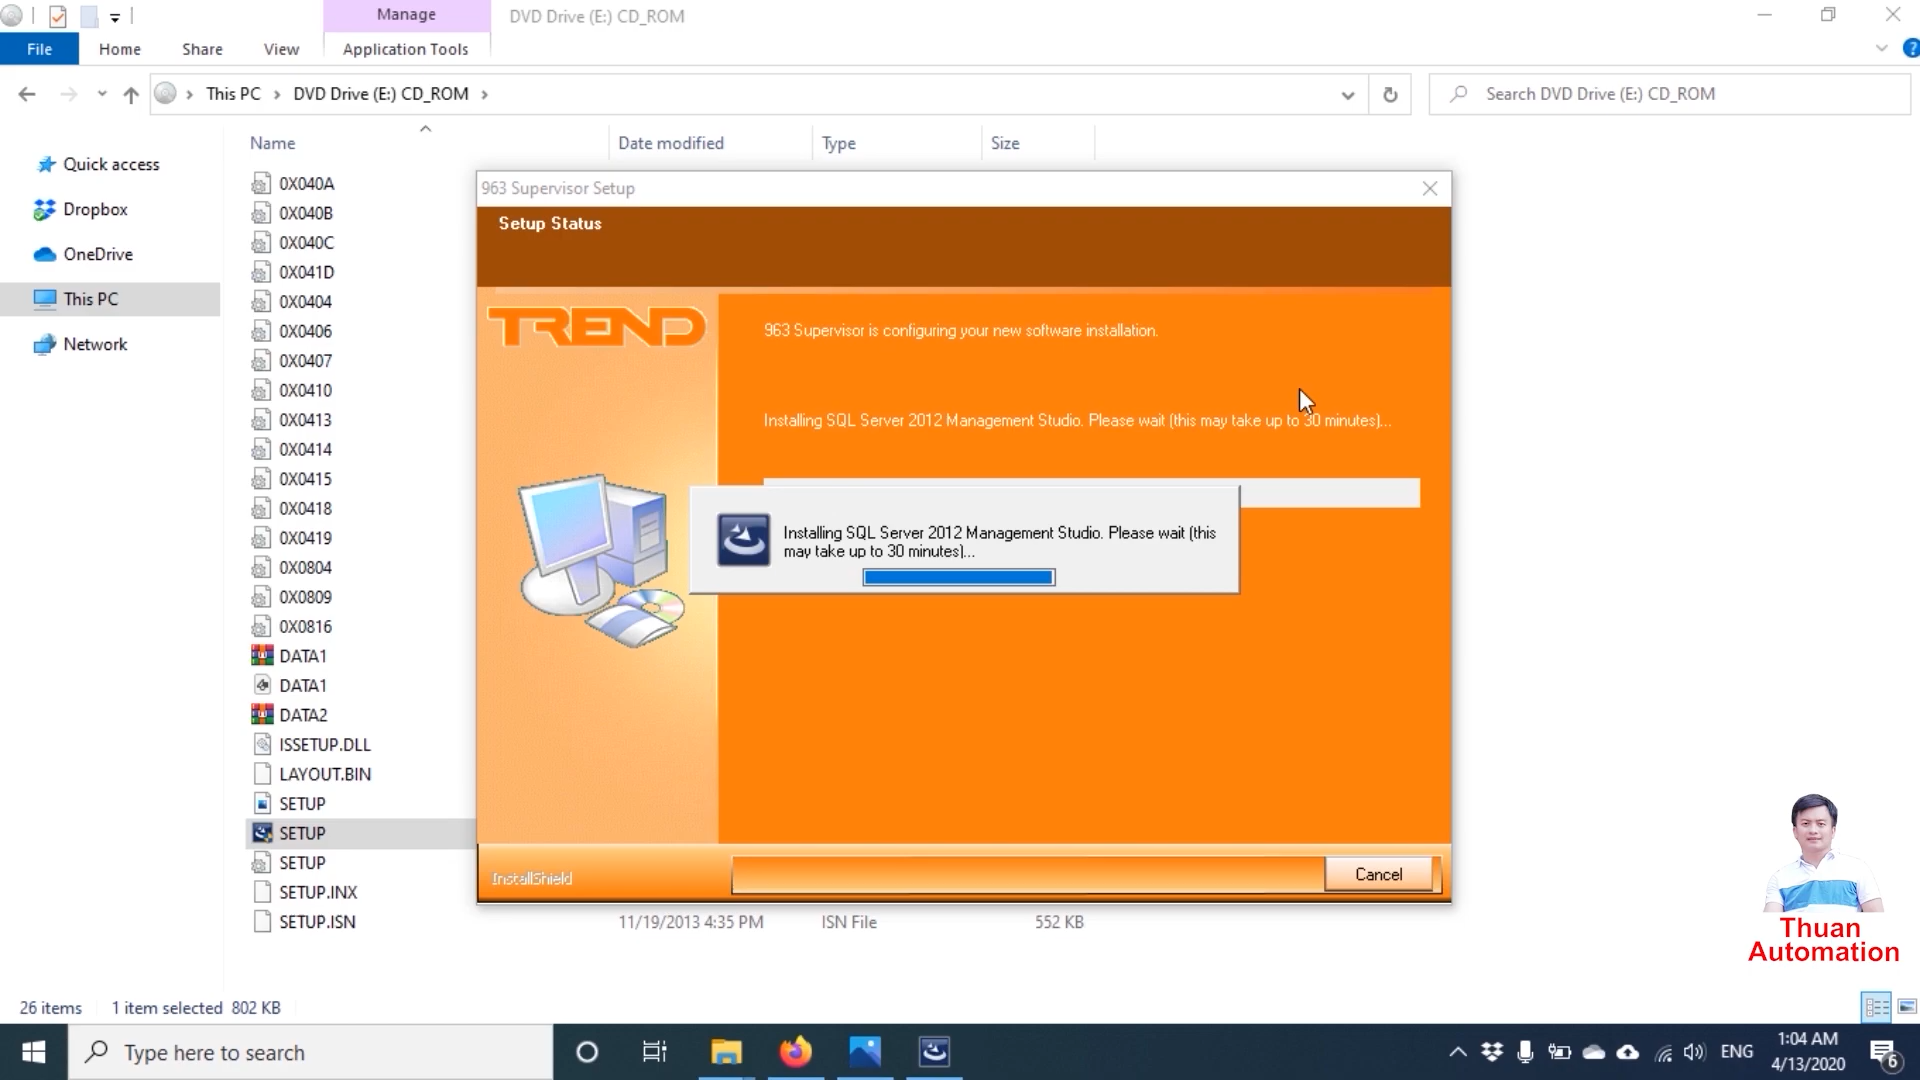 Manage
DVD Drive (E:) CD_ROM
File
Home
Share
View
Application Tools
This PC
DVD Drive (E:) CD_ROM
Search DVD Drive (E:) CD_ROM
Name
Date modified
Type
Size
Quick access
Dropbox
OneDrive
This PC
Network
0X040A
0X040B
0X040C
0X041D
0X0404
0X0406
0X0407
0X0410
0X0413
0X0414
0X0415
0X0418
0X0419
0X0804
0X0809
0X0816
DATA1
DATA1
DATA2
ISSETUP.DLL
LAYOUT.BIN
SETUP
SETUP
SETUP
SETUP.INX
SETUP.ISN
11/19/2013 4:35 PM
ISN File
552 KB
963 Supervisor Setup
Setup Status
TREND
963 Supervisor is configuring your new software installation.
Installing SQL Server 2012 Management Studio. Please wait (this may take up to 30 minutes)...
Installing SQL Server 2012 Management Studio. Please wait (this
may take up to 30 minutes)...
InstallShield
Cancel
Thuan
Automation
26 items
1 item selected 802 KB
Type here to search
ENG
1:04 AM
4/13/2020
6